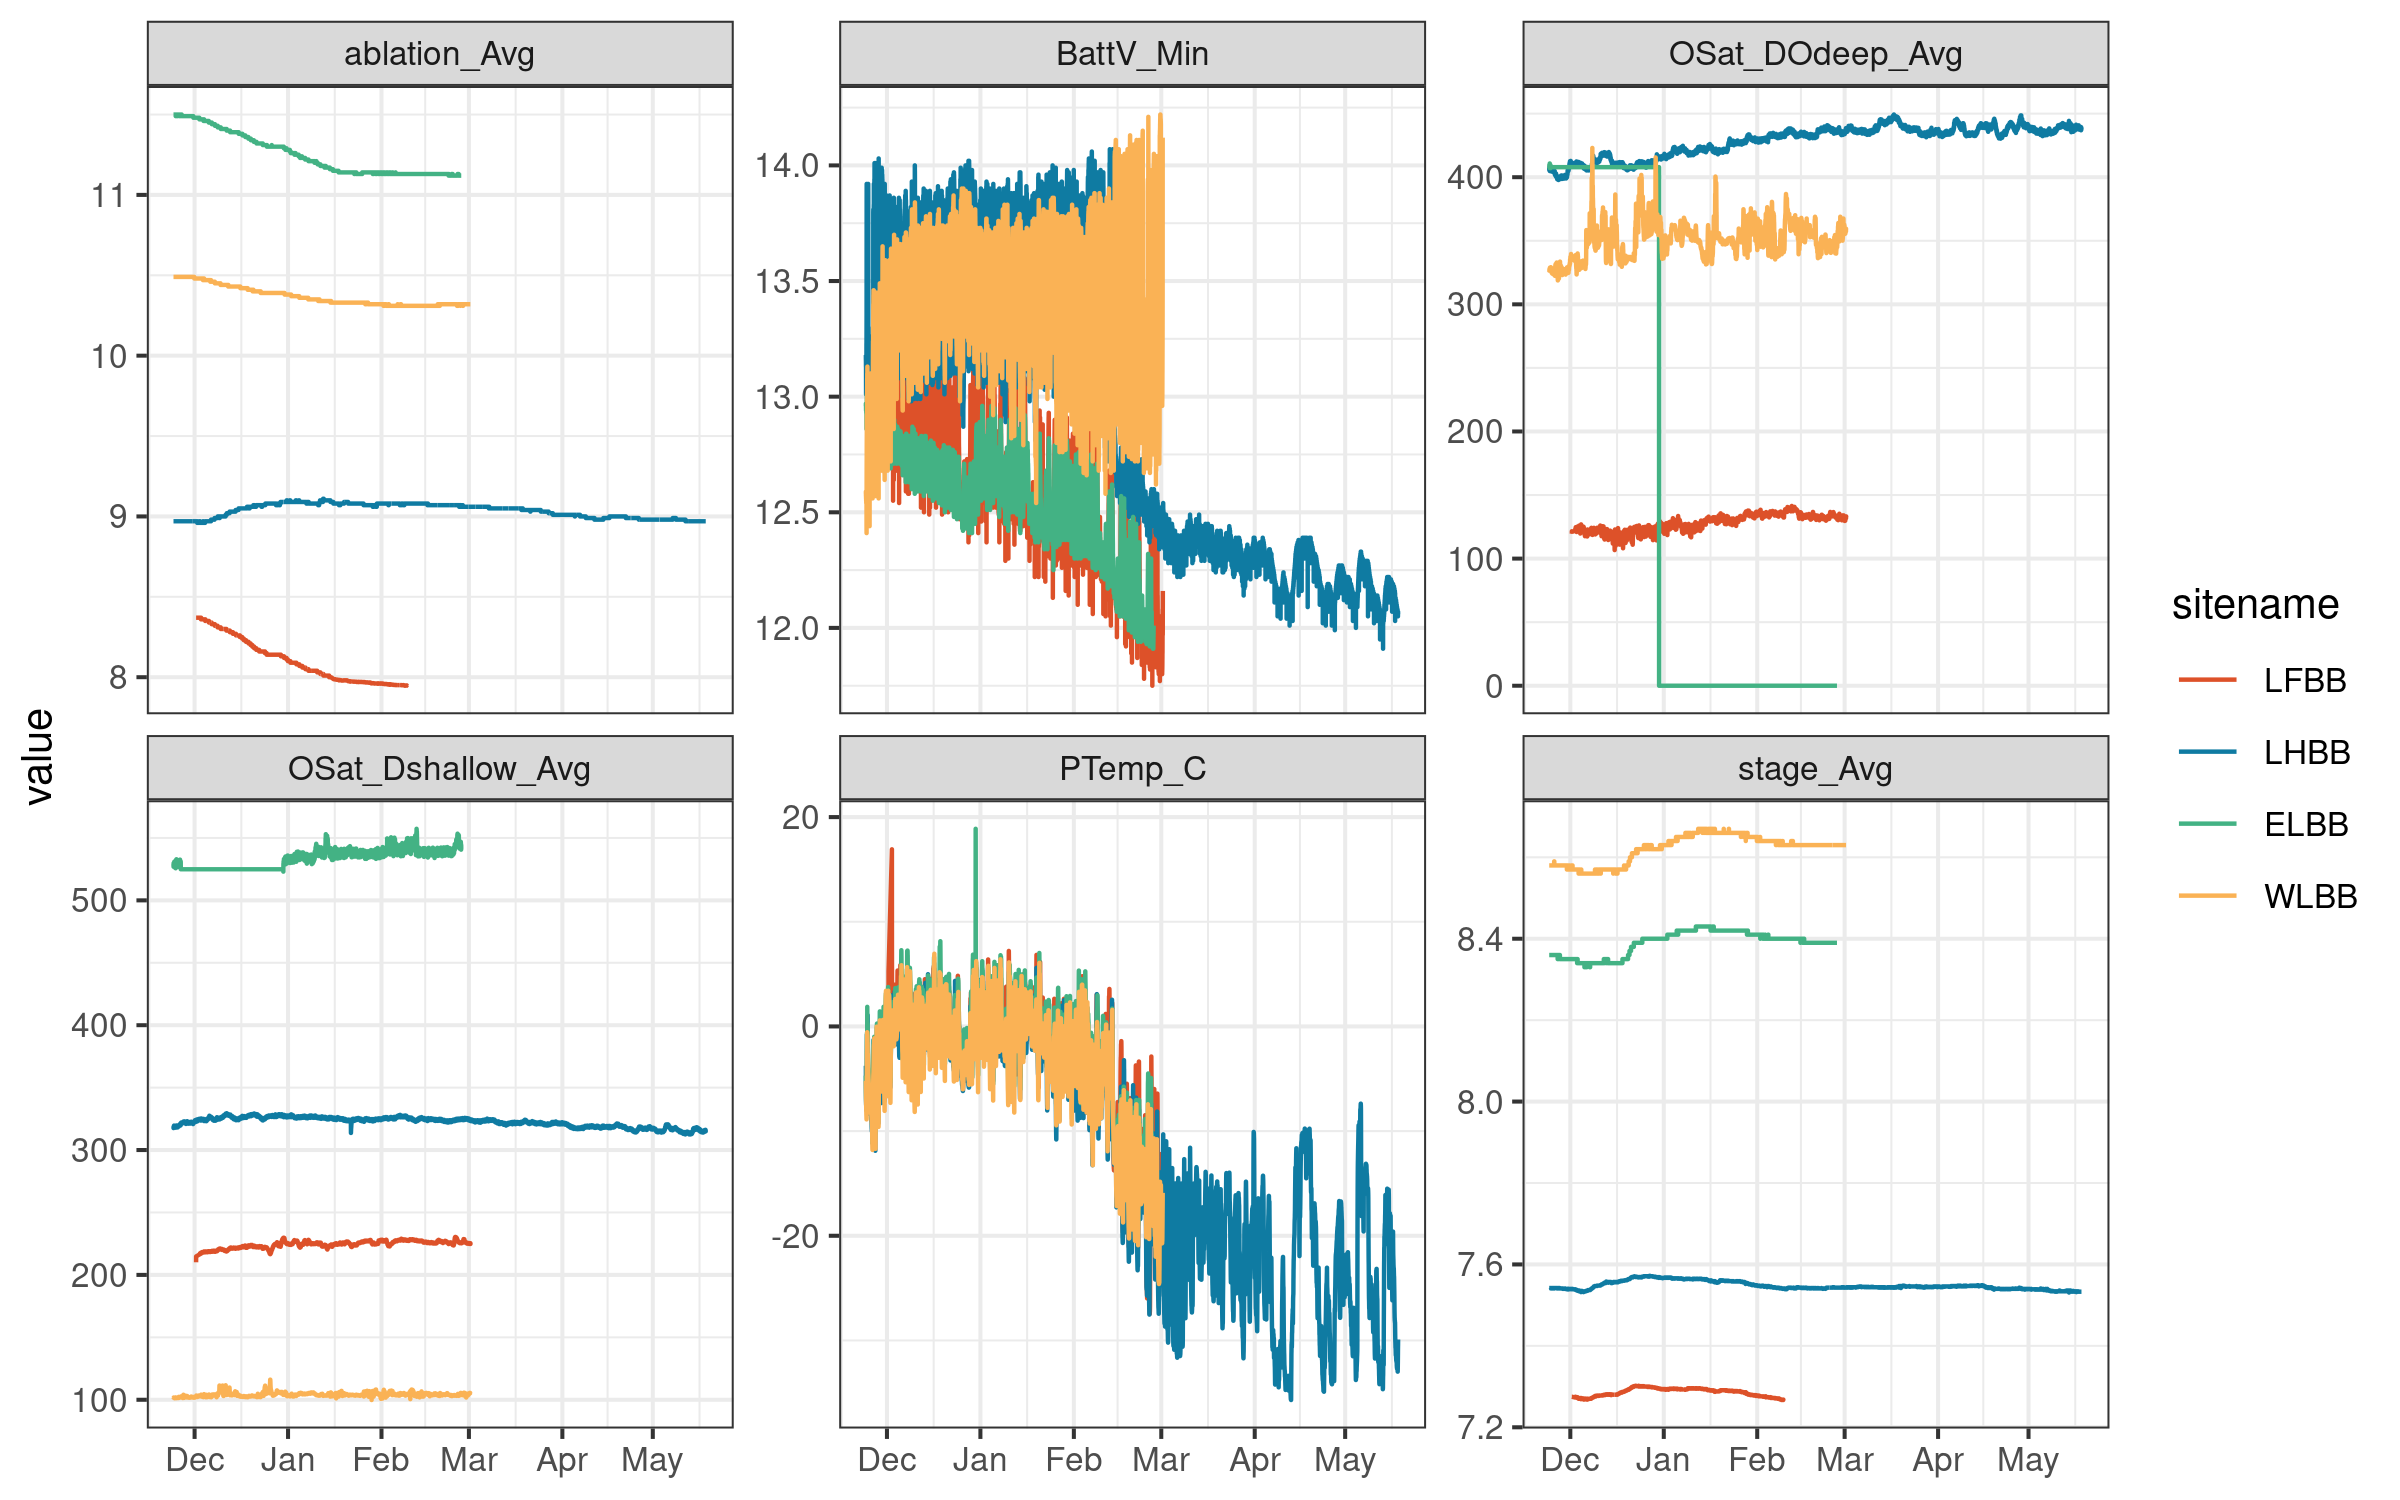 ablation_Avg
BattV_Min
OSat_DOdeep_Avg
11
10
9
8
14.0
13.5
13.0
12.5
12.0
400
300
200
100
0
value
OSat_Dshallow_Avg
PTemp_C
stage_Avg
500
400
300
200
100
20
0
-20
8.4
8.0
7.6
7.2
Dec Jan Feb Mar Apr May
Dec Jan Feb Mar Apr May
Dec Jan Feb Mar Apr May
sitename
LFBB
LHBB
ELBB
WLBB